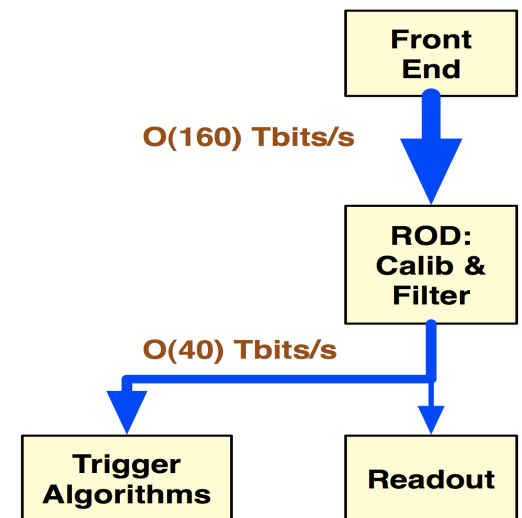 Front
End
O(160) Tbits/s
ROD:
Calib &
Filter
O(40) Tbits/s
Trigger
Algorithms
Readout